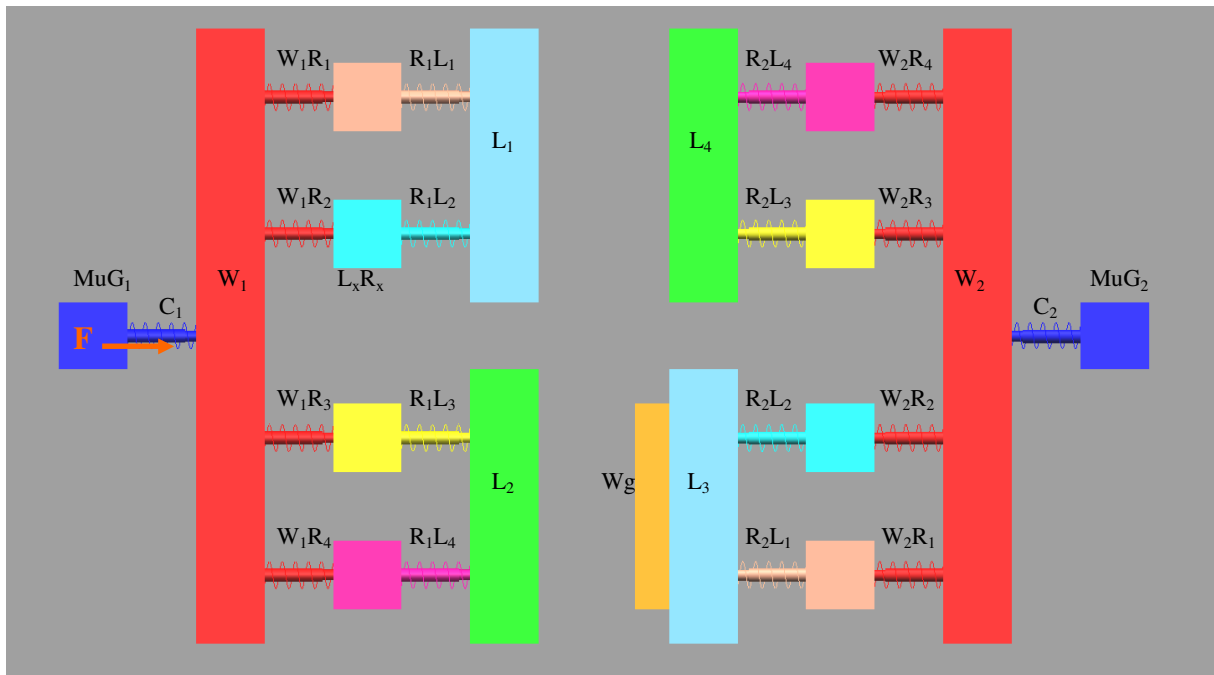 W₁R₁ R₁L₁ R₂L₄ W₂R₄
L₁ L₄
W₁R₂ R₁L₂ R₂L₃ W₂R₃
MuG₁ W₁ LₓRₓ W₂ MuG₂
C₁ C₂
F
W₁R₃ R₁L₃ R₂L₂ W₂R₂
L₂ Wg L₃
W₁R₄ R₁L₄ R₂L₁ W₂R₁